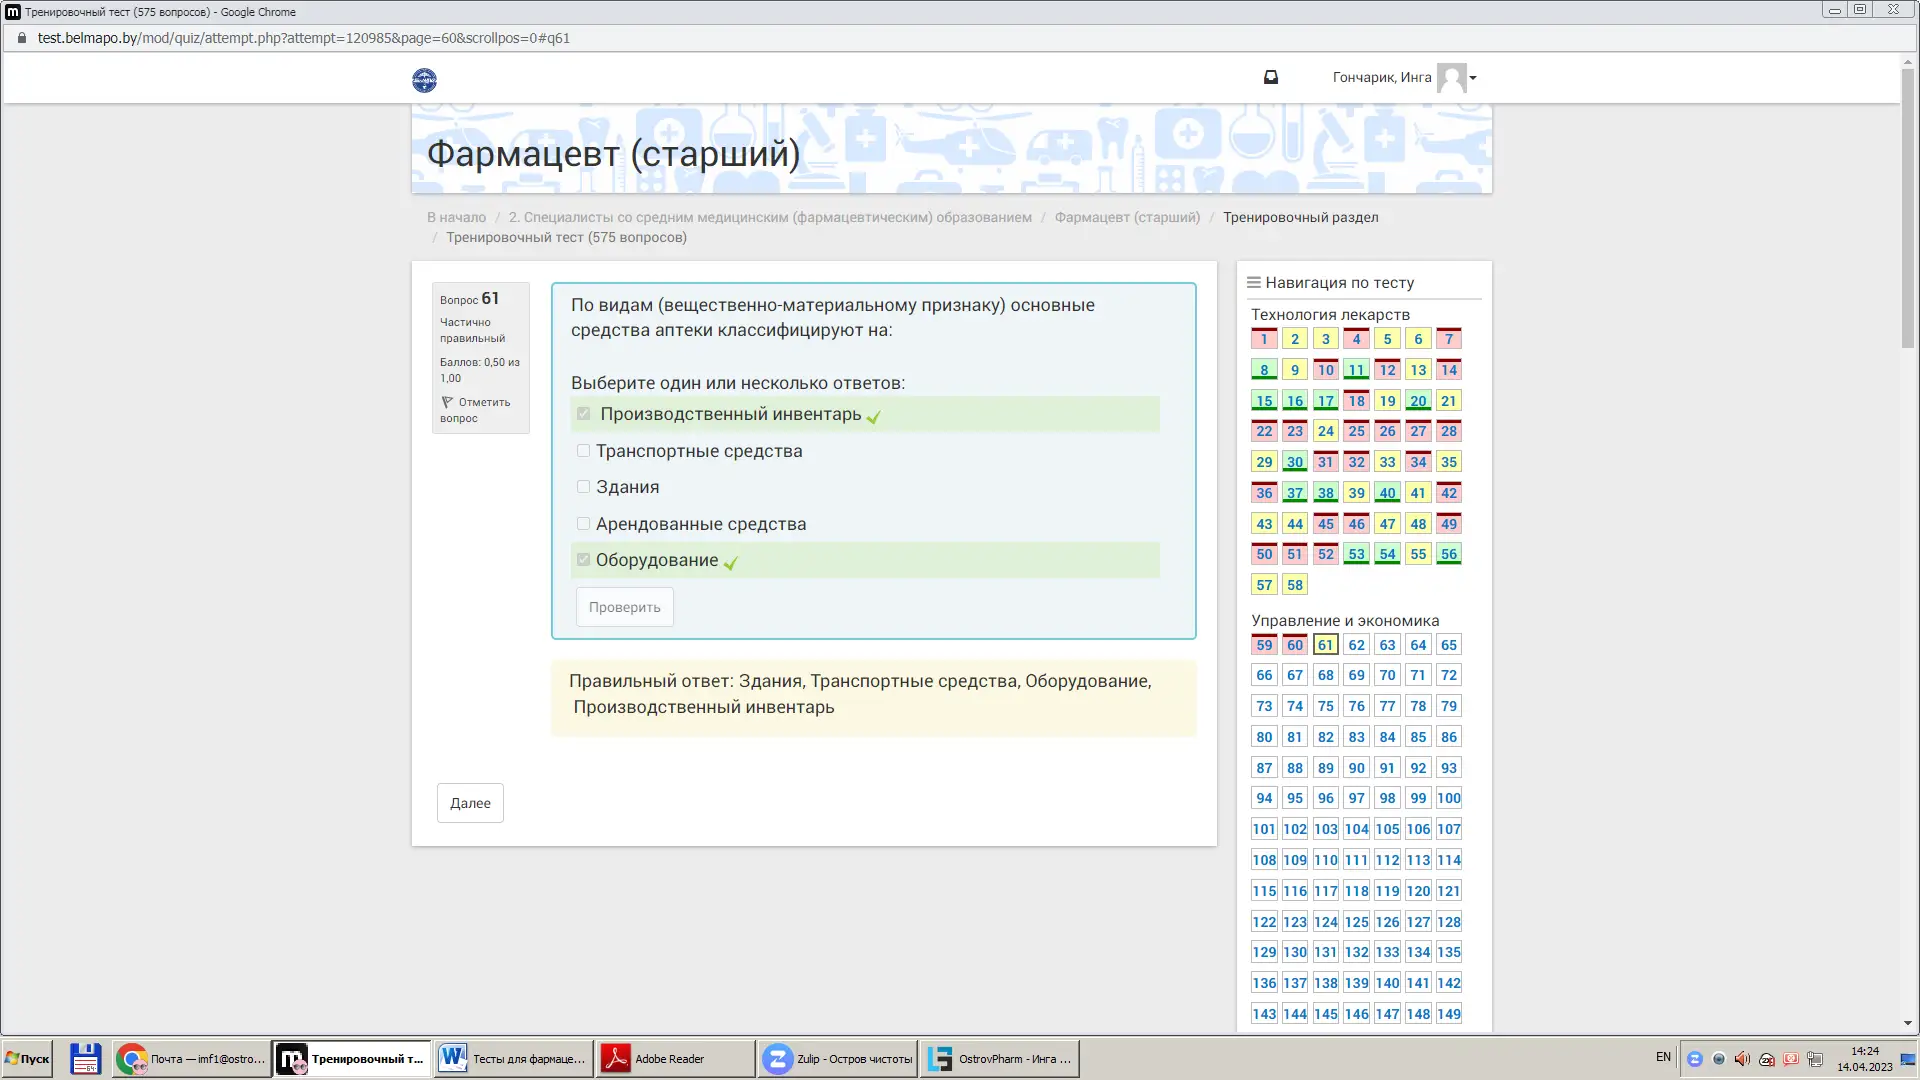 Тренировочный тест (575 вопросов) - Google Chrome
test.belmapo.by/mod/quiz/attempt.php?attempt=120985&page=60&scrollpos=0#q61
Гончарик, Инга
Фармацевт (старший)
В начало / 2. Специалисты со средним медицинским (фармацевтическим) образованием / Фармацевт (старший) / Тренировочный раздел
/ Тренировочный тест (575 вопросов)
Вопрос 61
Частично
правильный
Баллов: 0,50 из
1,00
Отметить
вопрос
По видам (вещественно-материальному признаку) основные
средства аптеки классифицируют на:
Выберите один или несколько ответов:
Производственный инвентарь
Транспортные средства
Здания
Арендованные средства
Оборудование
Проверить
Правильный ответ: Здания, Транспортные средства, Оборудование,
Производственный инвентарь
Далее
Навигация по тесту
Технология лекарств
1 2 3 4 5 6 7
8 9 10 11 12 13 14
15 16 17 18 19 20 21
22 23 24 25 26 27 28
29 30 31 32 33 34 35
36 37 38 39 40 41 42
43 44 45 46 47 48 49
50 51 52 53 54 55 56
57 58
Управление и экономика
59 60 61 62 63 64 65
66 67 68 69 70 71 72
73 74 75 76 77 78 79
80 81 82 83 84 85 86
87 88 89 90 91 92 93
94 95 96 97 98 99 100
101 102 103 104 105 106 107
108 109 110 111 112 113 114
115 116 117 118 119 120 121
122 123 124 125 126 127 128
129 130 131 132 133 134 135
136 137 138 139 140 141 142
143 144 145 146 147 148 149
Пуск
Почта — imf1@ostro...
Тренировочный т...
Тесты для фармаце...
Adobe Reader
Zulip - Остров чистоты
OstrovPharm - Инга ...
EN
14:24
14.04.2023